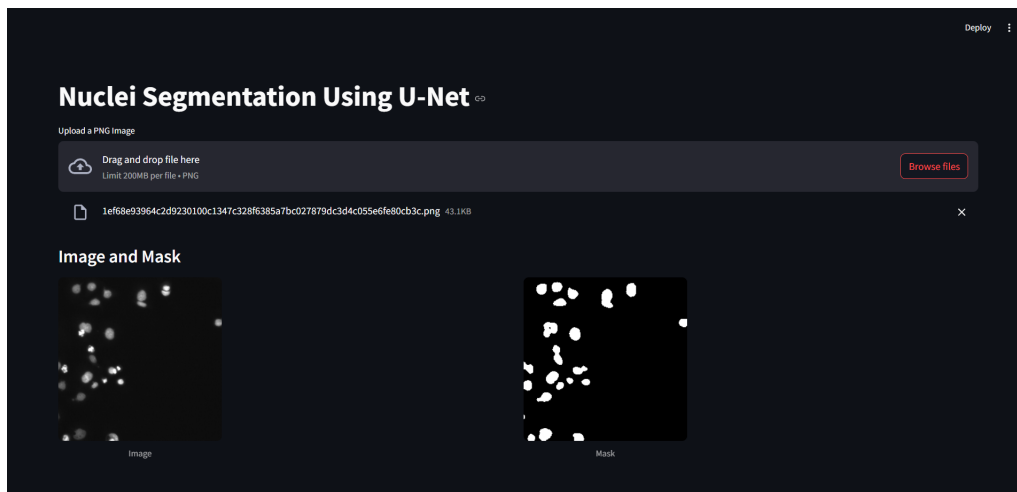 Deploy
Nuclei Segmentation Using U-Net
Upload a PNG Image
Drag and drop file here
Limit 200MB per file • PNG
Browse files
1ef68e93964c2d9230100c1347c328f6385a7bc027879dc3d4c055e6fe80cb3c.png 43.1KB
Image and Mask
Image
Mask